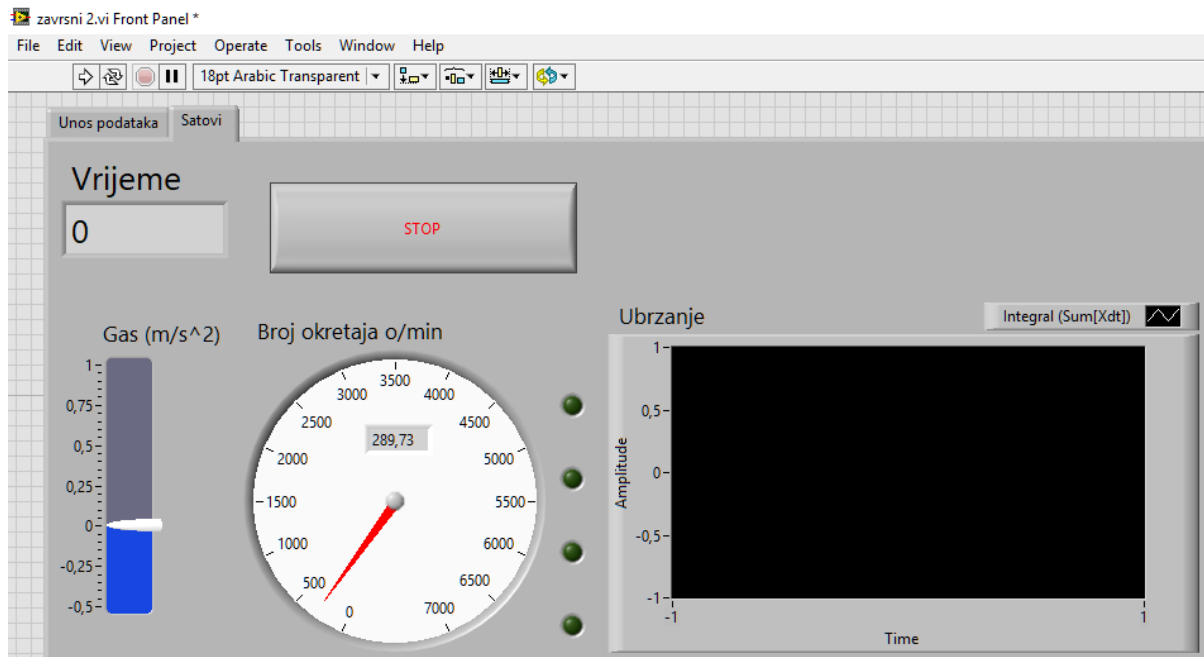 zavrsni 2.vi Front Panel *
File Edit View Project Operate Tools Window Help
18pt Arabic Transparent
Unos podataka Satovi
Vrijeme
0
STOP
Gas (m/s^2)
1
0,75
0,5
0,25
0
-0,25
-0,5
Broj okretaja o/min
0
500
1000
1500
2000
2500
3000
3500
4000
4500
5000
5500
6000
6500
7000
289,73
Ubrzanje
Integral (Sum[Xdt])
Amplitude
1
0,5
0
-0,5
-1
-1 1
Time